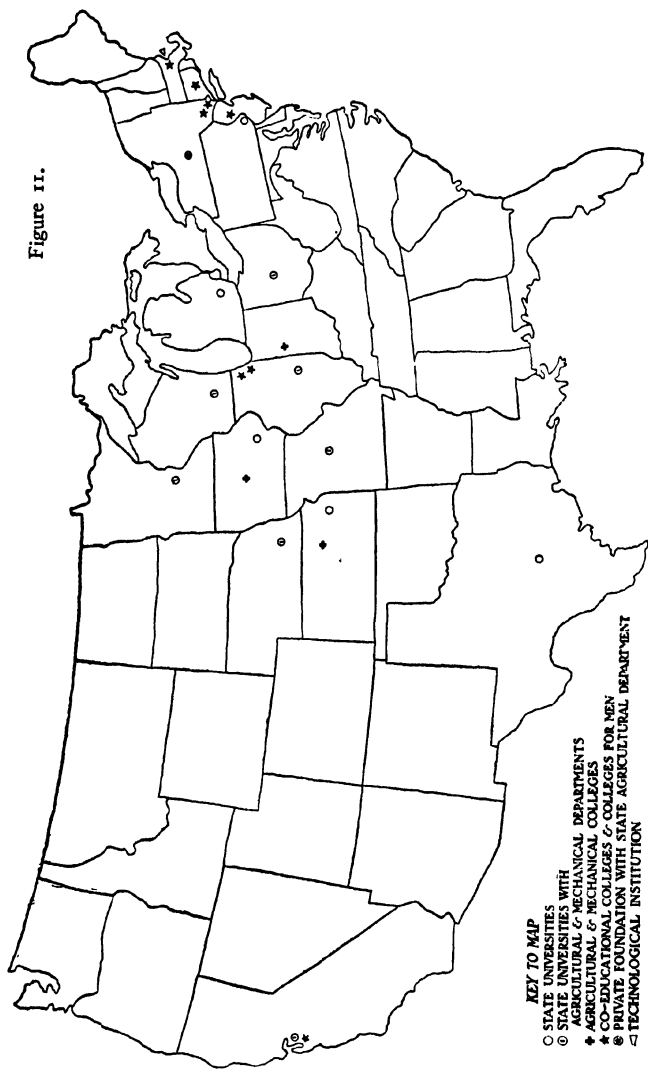 Figure 11.
KEY TO MAP
STATE UNIVERSITIES
STATE UNIVERSITIES WITH
AGRICULTURAL & MECHANICAL DEPARTMENTS
AGRICULTURAL & MECHANICAL COLLEGES
CO-EDUCATIONAL COLLEGES & COLLEGES FOR MEN
PRIVATE FOUNDATION WITH STATE AGRICULTURAL DEPARTMENT
TECHNOLOGICAL INSTITUTION